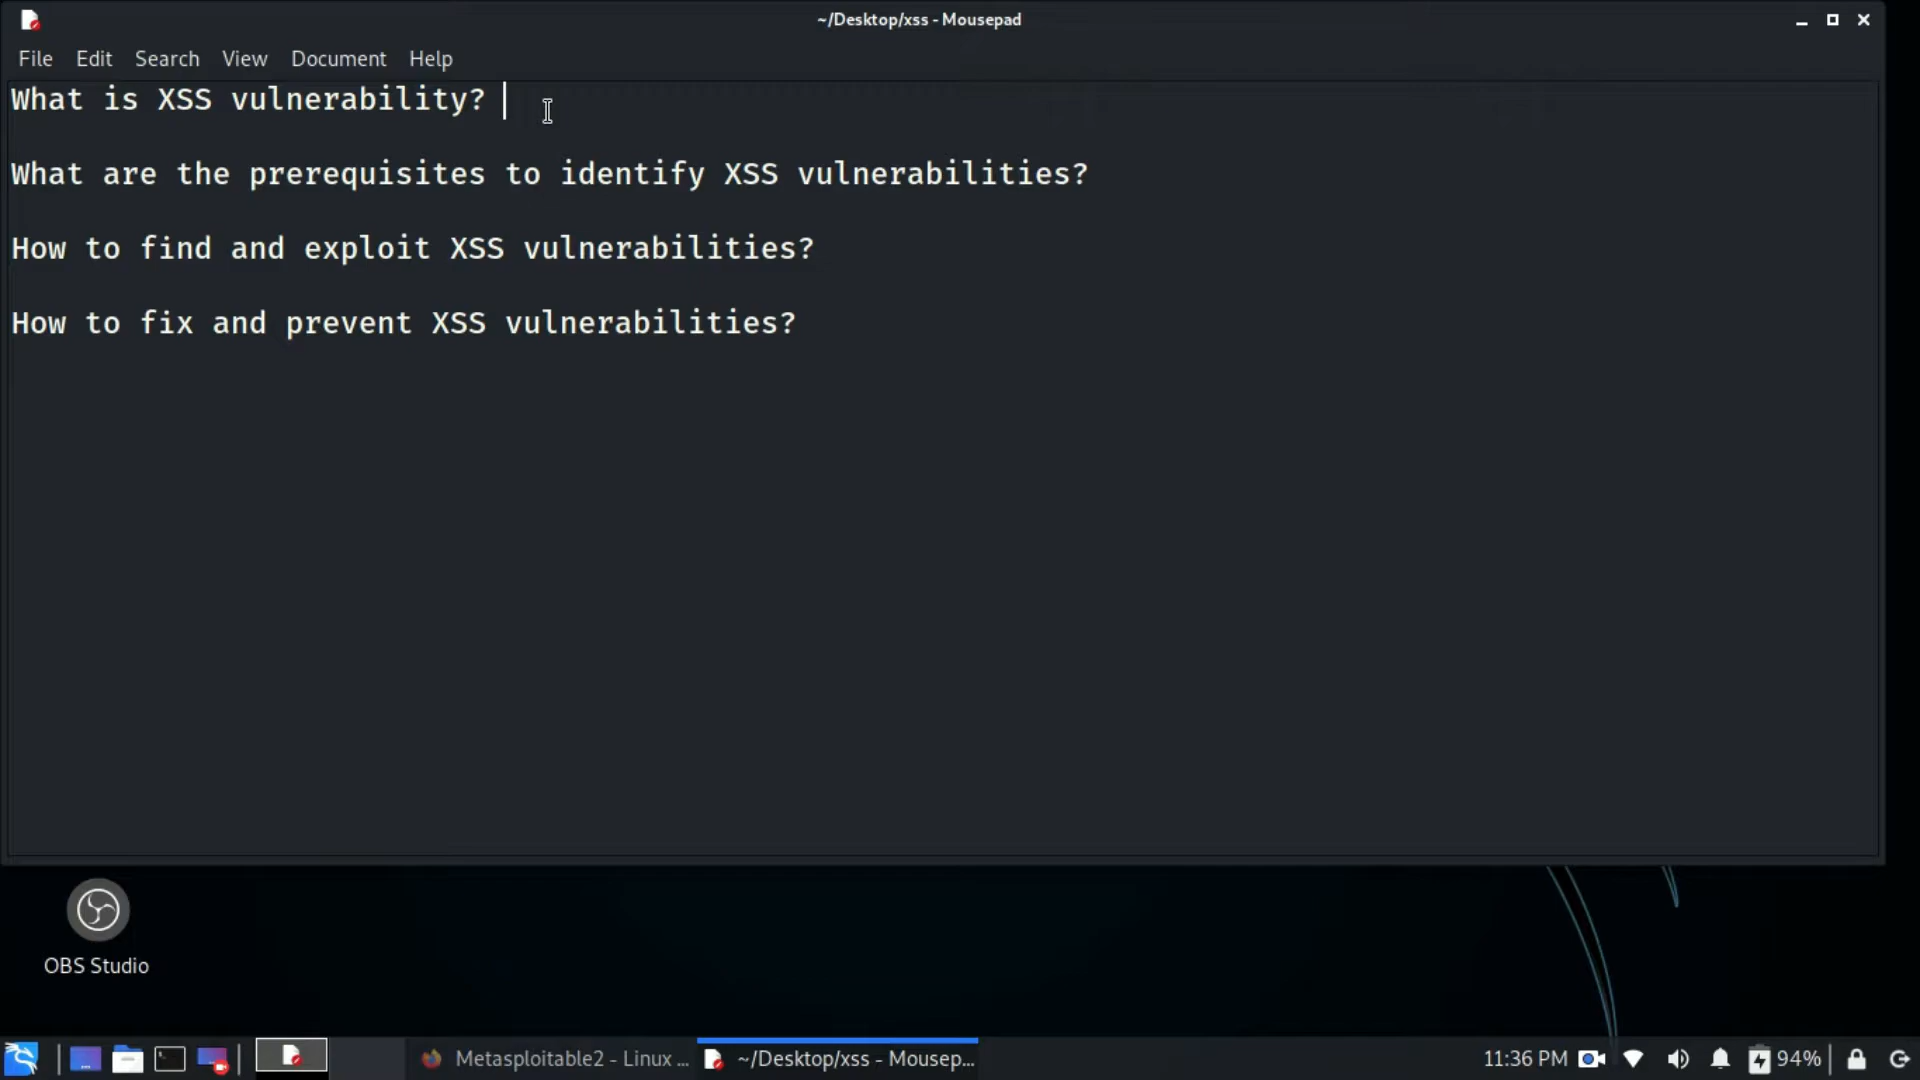 ~/Desktop/xss - Mousepad
File Edit Search View Document Help
What is XSS vulnerability?
What are the prerequisites to identify XSS vulnerabilities?
How to find and exploit XSS vulnerabilities?
How to fix and prevent XSS vulnerabilities?
OBS Studio
Metasploitable2 - Linux ... ~/Desktop/xss - Mousep... 11:36 PM 94%